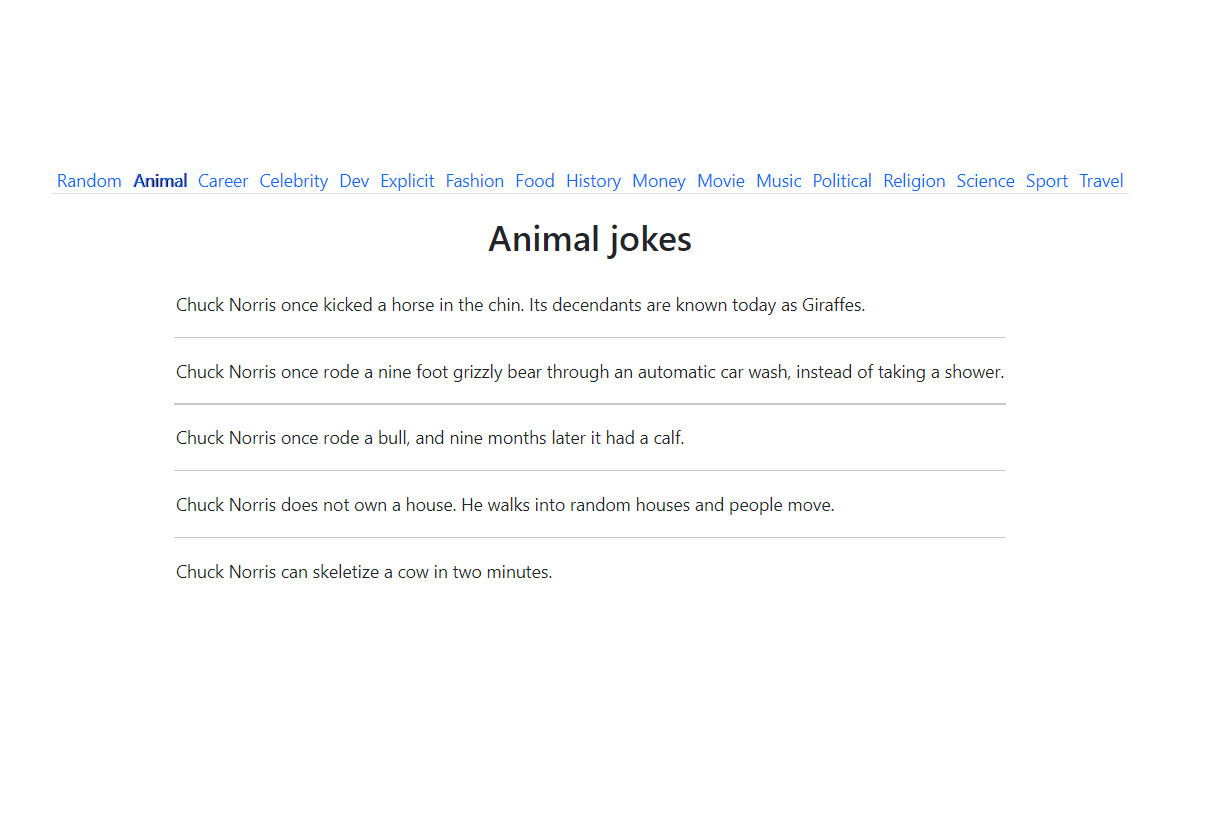 Random Animal Career Celebrity Dev Explicit Fashion Food History Money Movie Music Political Religion Science Sport Travel
Animal jokes
Chuck Norris once kicked a horse in the chin. Its decendants are known today as Giraffes.
Chuck Norris once rode a nine foot grizzly bear through an automatic car wash, instead of taking a shower.
Chuck Norris once rode a bull, and nine months later it had a calf.
Chuck Norris does not own a house. He walks into random houses and people move.
Chuck Norris can skeletize a cow in two minutes.